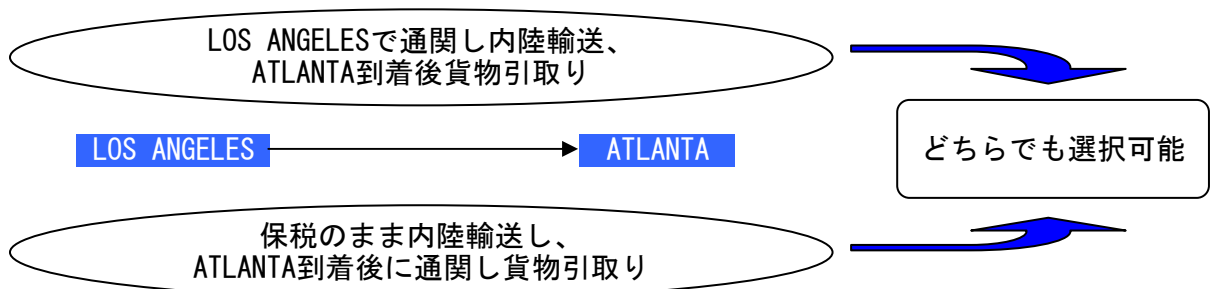 LOS ANGELESで通関し内陸輸送、
ATLANTA到着後貨物引取り
LOS ANGELES
ATLANTA
どちらでも選択可能
保税のまま内陸輸送し、
ATLANTA到着後に通関し貨物引取り